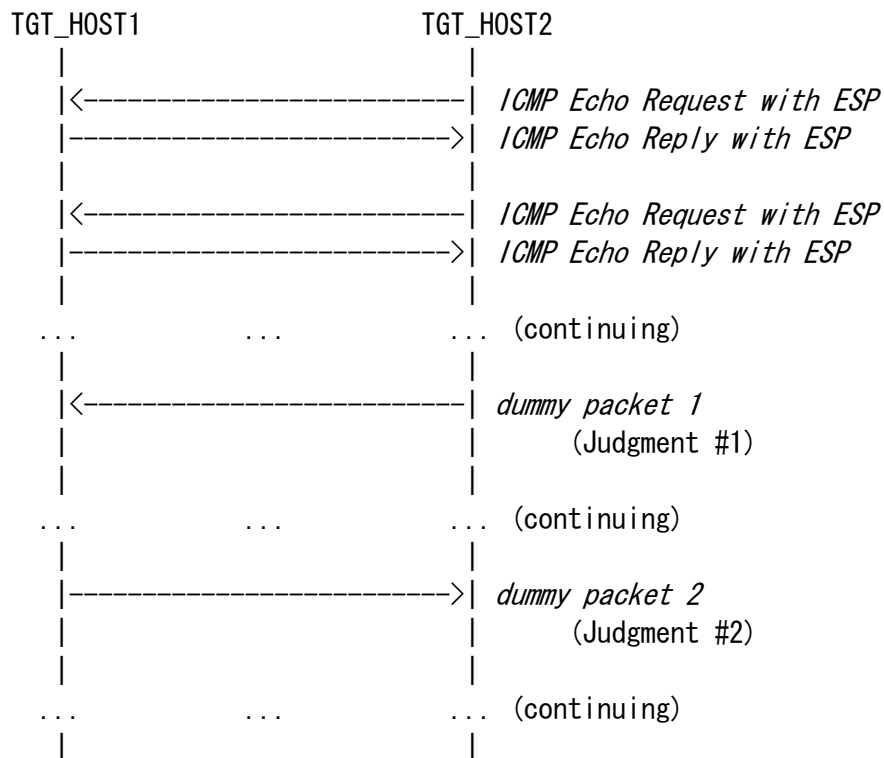 TGT_HOST1 TGT_HOST2
| |
|<--------------------------| ICMP Echo Request with ESP
|-------------------------->| ICMP Echo Reply with ESP
| |
|<--------------------------| ICMP Echo Request with ESP
|-------------------------->| ICMP Echo Reply with ESP
| |
... ... ... (continuing)
| |
|<--------------------------| dummy packet 1
| | (Judgment #1)
| |
... ... ... (continuing)
| |
|-------------------------->| dummy packet 2
| | (Judgment #2)
| |
... ... ... (continuing)
| |